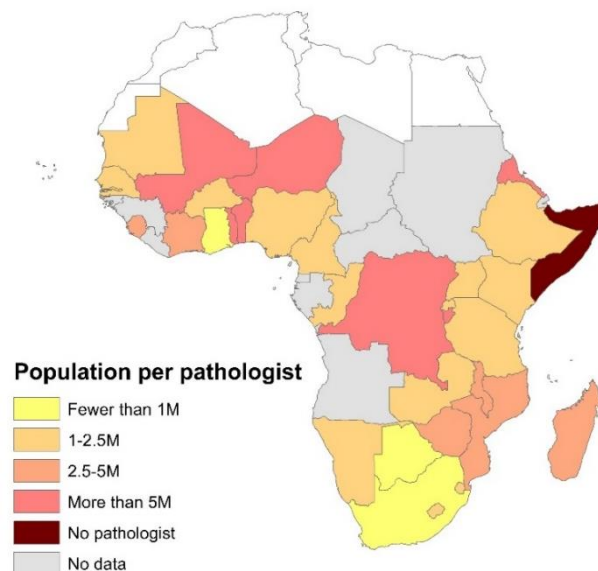 Population per pathologist
Fewer than 1M
1-2.5M
2.5-5M
More than 5M
No pathologist
No data